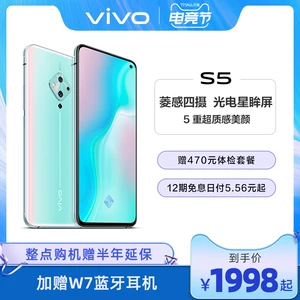 vivo
电竞节
S5
菱感四摄 光电星眸屏
5重超质感美颜
赠470元体检套餐
12期免息日付5.56元起
vivo
整点购机赠半年延保
加赠W7蓝牙耳机
¥1998起